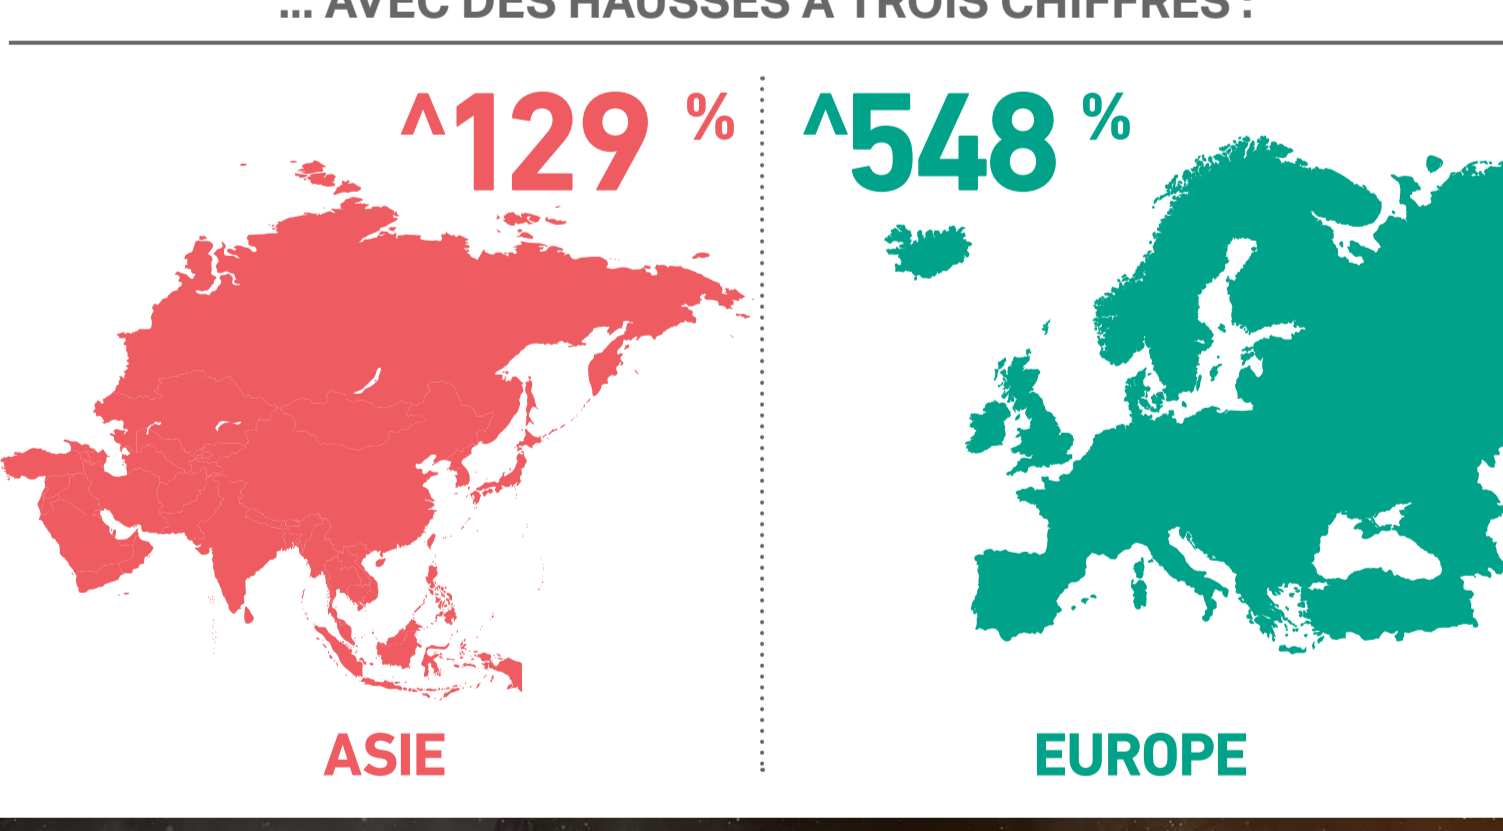 ... AVEC DES HAUSSES À TROIS CHIFFRES :
^129 %
^548 %
ASIE
EUROPE